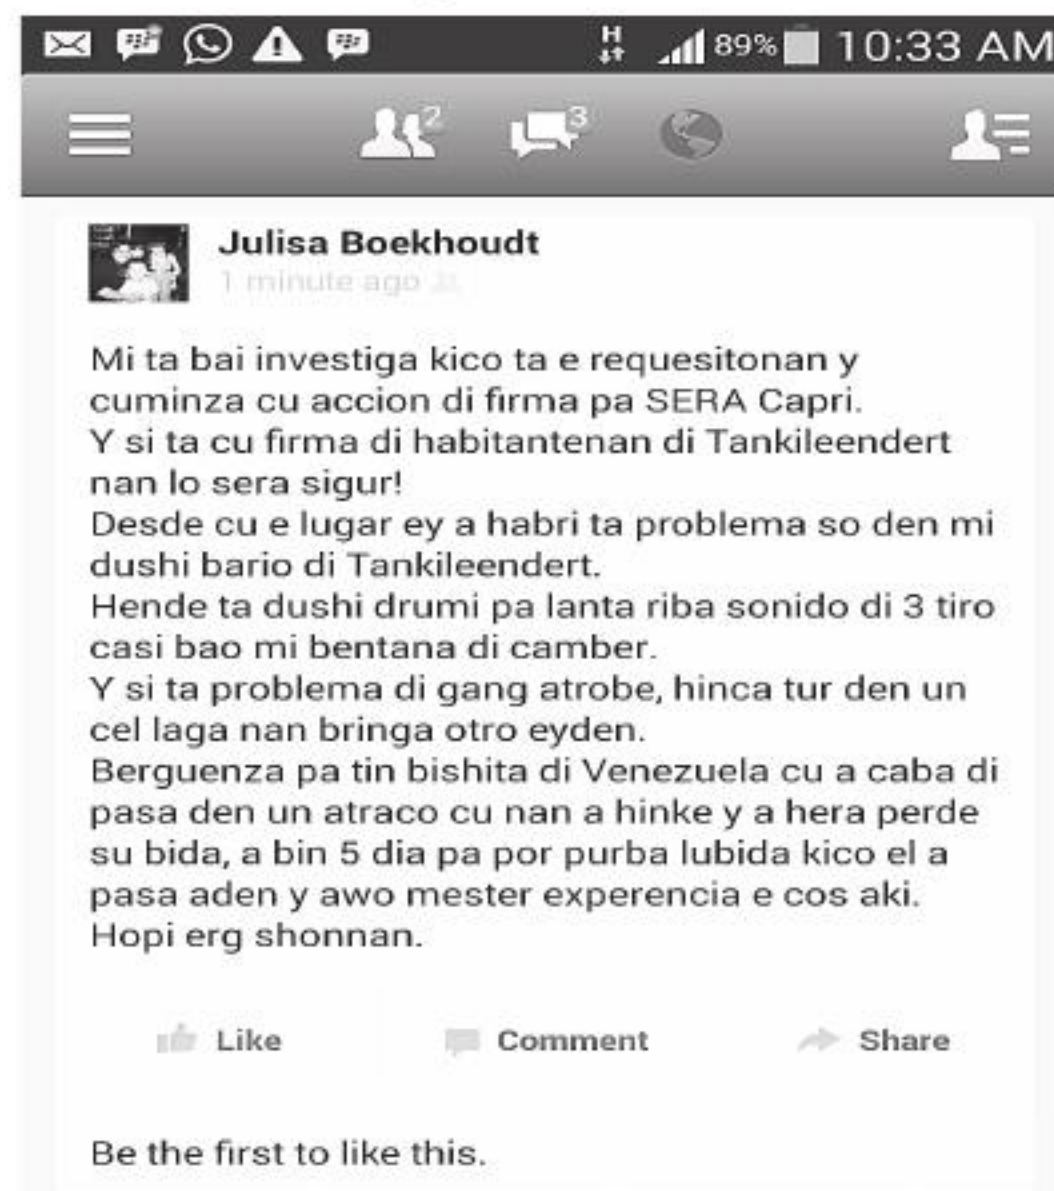 89% 10:33 AM
2 3
Julisa Boekhoudt
1 minute ago
Mi ta bai investiga kico ta e requesitonan y
cuminza cu accion di firma pa SERA Capri.
Y si ta cu firma di habitantenan di Tankileendert
nan lo sera sigur!
Desde cu e lugar ey a habri ta problema so den mi
dushi bario di Tankileendert.
Hende ta dushi drumi pa lanta riba sonido di 3 tiro
casi bao mi bentana di camber.
Y si ta problema di gang atrobe, hinca tur den un
cel laga nan bringa otro eyden.
Berguenza pa tin bishita di Venezuela cu a caba di
pasa den un atraco cu nan a hinke y a hera perde
su bida, a bin 5 dia pa por purba lubida kico el a
pasa aden y awo mester experencia e cos aki.
Hopi erg shonnan.
Like Comment Share
Be the first to like this.